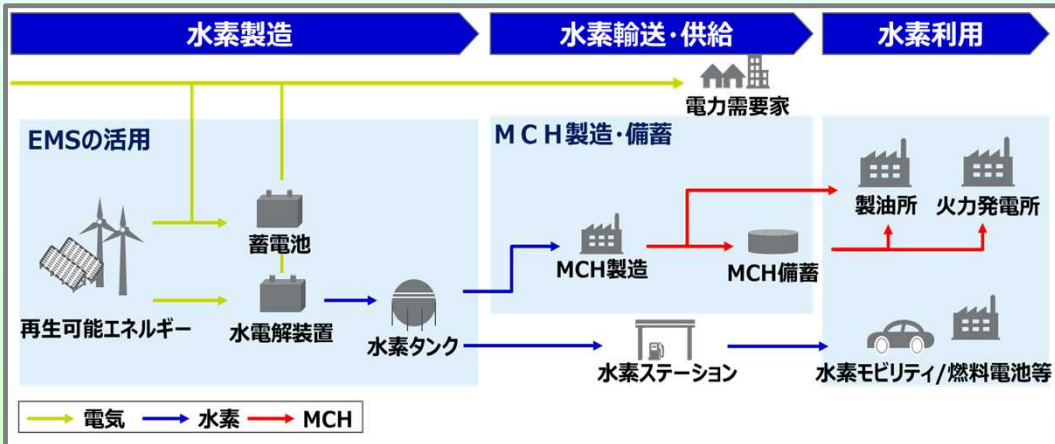 水素製造
水素輸送・供給
水素利用
電力需要家
EMSの活用
MCH製造・備蓄
蓄電池
製油所
火力発電所
MCH製造
MCH備蓄
再生可能エネルギー
水電解装置
水素タンク
水素ステーション
水素モビリティ/燃料電池等
電気
水素
MCH